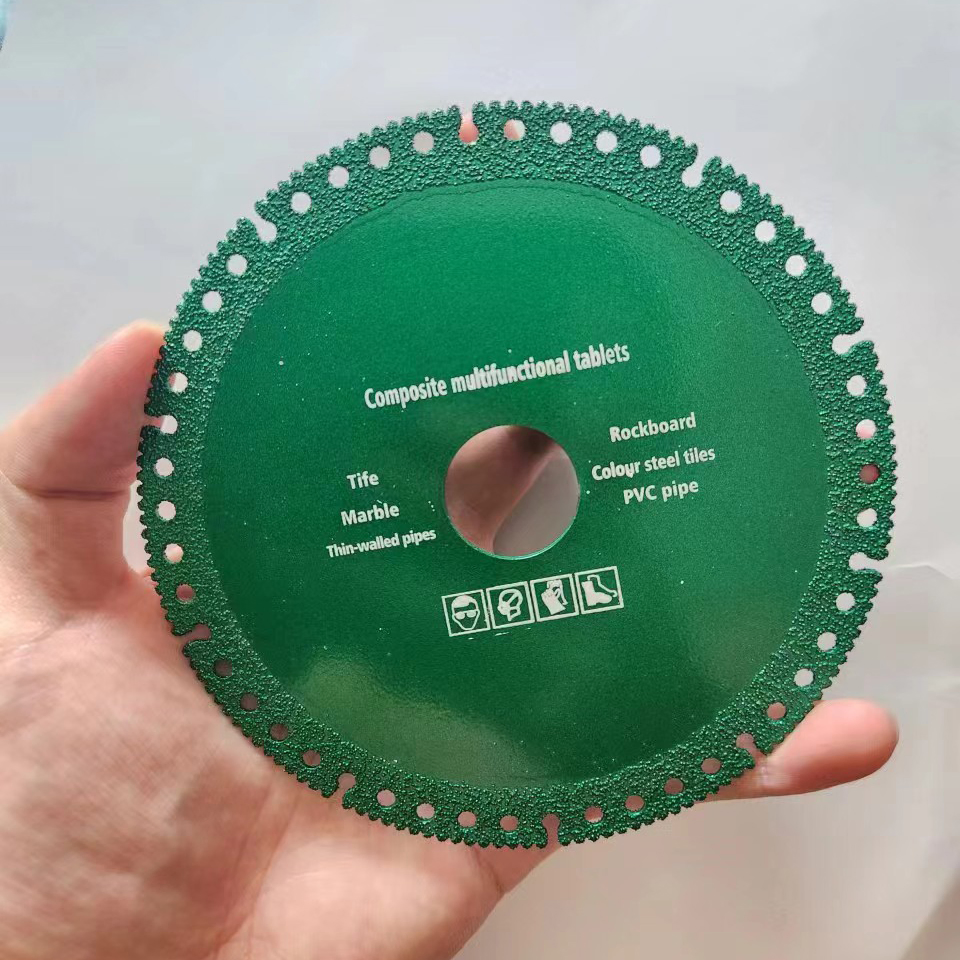 Composite multifunctional tablets
Tife
Marble
Thin-walled pipes
Rockboard
Colour steel tiles
PVC pipe